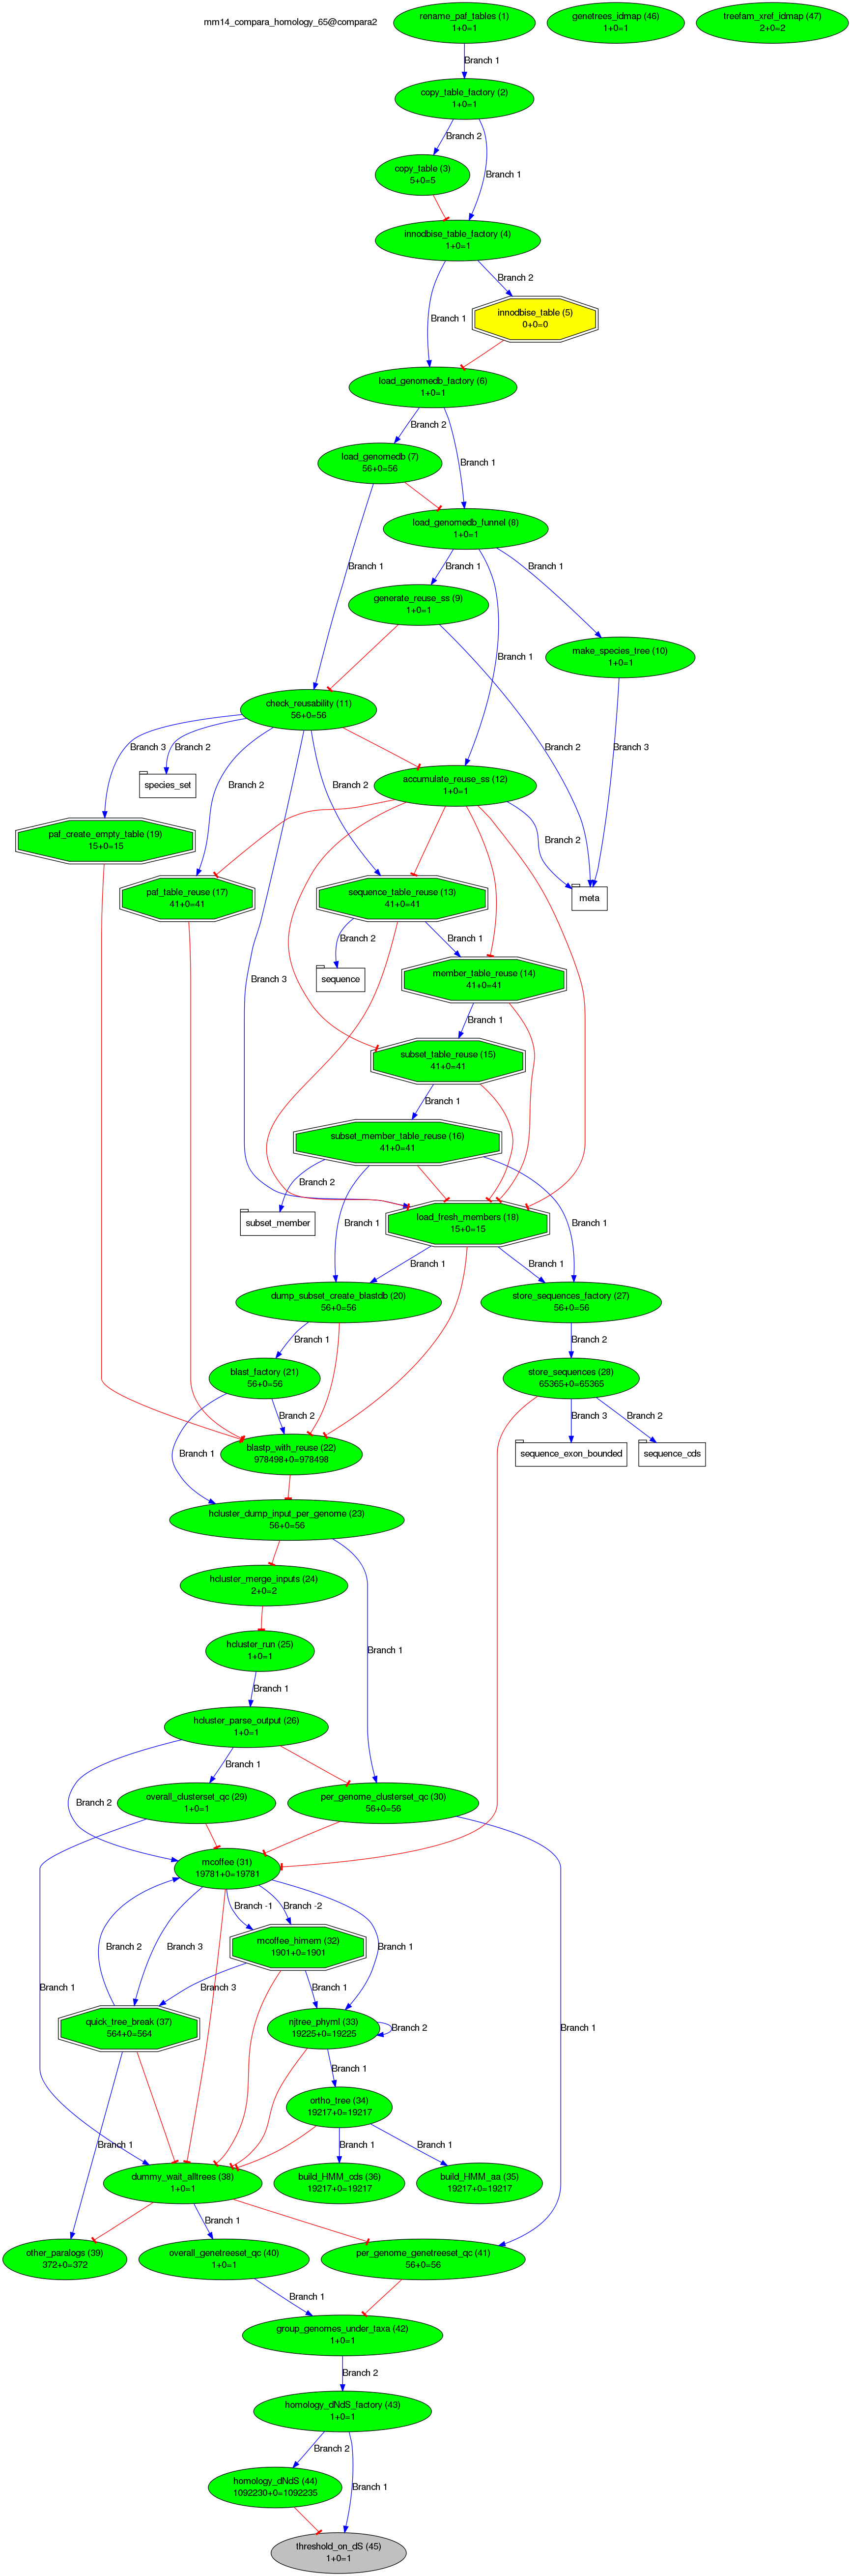 mm14_compara_homology_65@compara2
rename_paf_tables (1)
1+0=1
genetrees_idmap (46)
1+0=1
treefam_xref_idmap (47)
2+0=2
Branch 1
copy_table_factory (2)
1+0=1
Branch 2
copy_table (3)
5+0=5
Branch 1
innodbise_table_factory (4)
1+0=1
Branch 2
innodbise_table (5)
0+0=0
Branch 1
load_genomedb_factory (6)
1+0=1
Branch 2
load_genomedb (7)
56+0=56
Branch 1
load_genomedb_funnel (8)
1+0=1
Branch 1
Branch 1
Branch 1
generate_reuse_ss (9)
1+0=1
Branch 1
make_species_tree (10)
1+0=1
check_reusability (11)
56+0=56
Branch 3
Branch 2
Branch 2
Branch 3
species_set
Branch 2
accumulate_reuse_ss (12)
1+0=1
Branch 2
paf_create_empty_table (19)
15+0=15
Branch 2
paf_table_reuse (17)
41+0=41
sequence_table_reuse (13)
41+0=41
meta
Branch 2
Branch 1
Branch 3
sequence
member_table_reuse (14)
41+0=41
Branch 1
subset_table_reuse (15)
41+0=41
Branch 1
subset_member_table_reuse (16)
41+0=41
Branch 2
subset_member
Branch 1
load_fresh_members (18)
15+0=15
Branch 1
Branch 1
Branch 1
dump_subset_create_blastdb (20)
56+0=56
store_sequences_factory (27)
56+0=56
Branch 1
Branch 2
blast_factory (21)
56+0=56
store_sequences (28)
65365+0=65365
Branch 2
Branch 3
Branch 2
Branch 1
blastp_with_reuse (22)
978498+0=978498
sequence_exon_bounded
sequence_cds
hcluster_dump_input_per_genome (23)
56+0=56
hcluster_merge_inputs (24)
2+0=2
hcluster_run (25)
1+0=1
Branch 1
Branch 1
hcluster_parse_output (26)
1+0=1
Branch 1
Branch 2
overall_clusterset_qc (29)
1+0=1
per_genome_clusterset_qc (30)
56+0=56
mcoffee (31)
19781+0=19781
Branch -1
Branch -2
Branch 2
Branch 3
mcoffee_himem (32)
1901+0=1901
Branch 1
Branch 1
Branch 3
Branch 1
quick_tree_break (37)
564+0=564
njtree_phyml (33)
19225+0=19225
Branch 2
Branch 1
Branch 1
ortho_tree (34)
19217+0=19217
Branch 1
Branch 1
Branch 1
dummy_wait_alltrees (38)
1+0=1
build_HMM_cds (36)
19217+0=19217
build_HMM_aa (35)
19217+0=19217
Branch 1
other_paralogs (39)
372+0=372
overall_genetreeset_qc (40)
1+0=1
per_genome_genetreeset_qc (41)
56+0=56
Branch 1
group_genomes_under_taxa (42)
1+0=1
Branch 2
homology_dNdS_factory (43)
1+0=1
Branch 2
homology_dNdS (44)
1092230+0=1092235
Branch 1
threshold_on_dS (45)
1+0=1